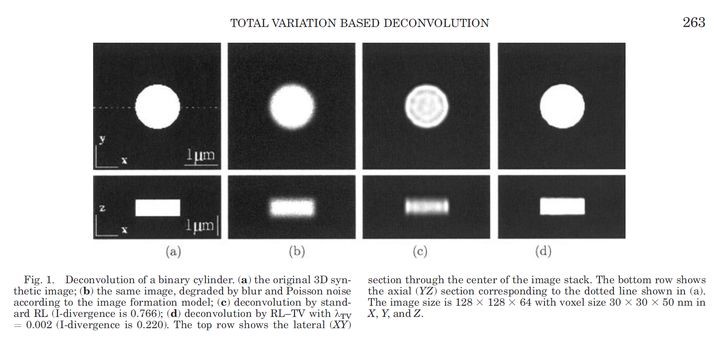 TOTAL VARIATION BASED DECONVOLUTION 263
y
x
1μm
z
x
1μm
(a) (b) (c) (d)
Fig. 1. Deconvolution of a binary cylinder. (a) the original 3D syn-
thetic image; (b) the same image, degraded by blur and Poisson noise
according to the image formation model; (c) deconvolution by stand-
ard RL (I-divergence is 0.766); (d) deconvolution by RL–TV with λTV
= 0.002 (I-divergence is 0.220). The top row shows the lateral (XY)
section through the center of the image stack. The bottom row shows
the axial (YZ) section corresponding to the dotted line shown in (a).
The image size is 128 × 128 × 64 with voxel size 30 × 30 × 50 nm in
X, Y, and Z.